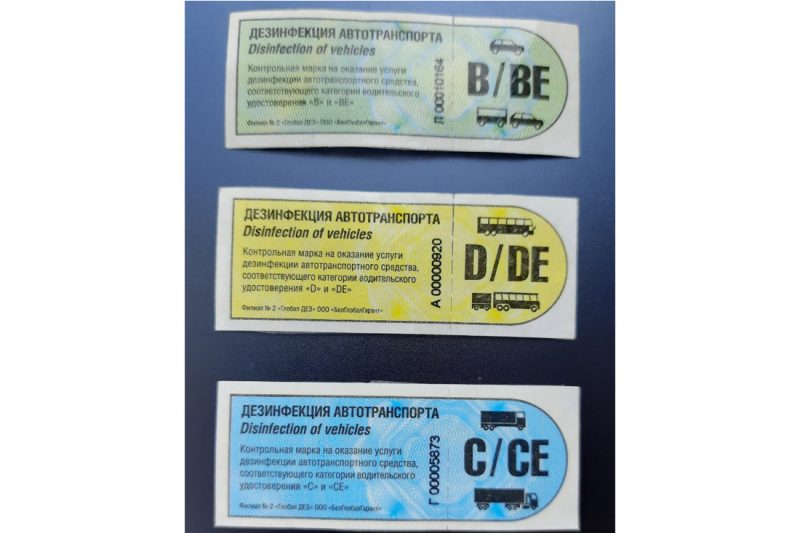 ДЕЗИНФЕКЦИЯ АВТОТРАНСПОРТА
Disinfection of vehicles
Контрольная марка на оказание услуги
дезинфекции автотранспортного средства,
соответствующего категории водительского
удостоверения «B» и «BE»
Филиал № 2 «Глобал ДЕЗ» ООО «БелГлобалГарант»
Л 00010164
B/BE
ДЕЗИНФЕКЦИЯ АВТОТРАНСПОРТА
Disinfection of vehicles
Контрольная марка на оказание услуги
дезинфекции автотранспортного средства,
соответствующего категории водительского
удостоверения «D» и «DE»
Филиал № 2 «Глобал ДЕЗ» ООО «БелГлобалГарант»
А 00000920
D/DE
ДЕЗИНФЕКЦИЯ АВТОТРАНСПОРТА
Disinfection of vehicles
Контрольная марка на оказание услуги
дезинфекции автотранспортного средства,
соответствующего категории водительского
удостоверения «C» и «CE»
Филиал № 2 «Глобал ДЕЗ» ООО «БелГлобалГарант»
Г 00005873
C/CE